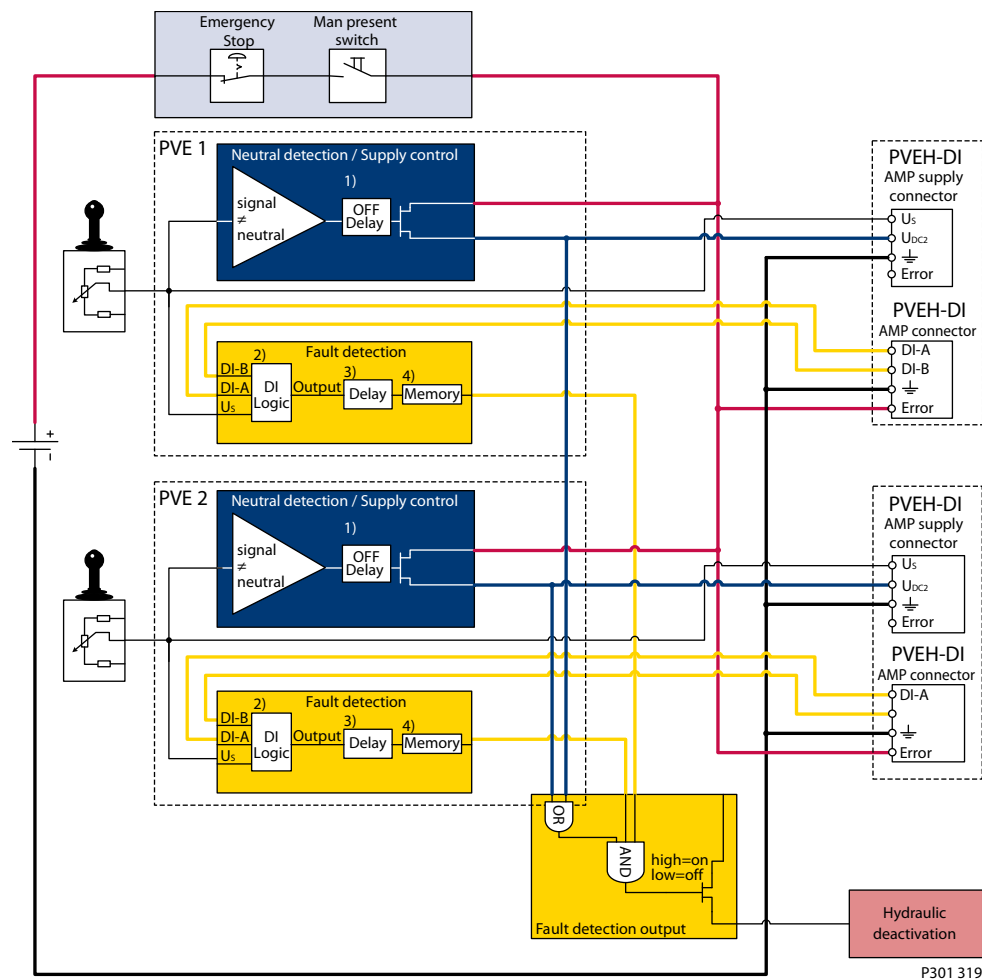 Emergency
Stop
Man present
switch
PVE 1
Neutral detection / Supply control
1)
signal
≠
neutral
OFF
Delay
Fault detection
2)
DI-B
DI-A
Us
DI
Logic
Output
3)
Delay
4)
Memory
PVEH-DI
AMP supply
connector
Us
UDC2
Error
PVEH-DI
AMP connector
DI-A
DI-B
Error
+
–
PVE 2
Neutral detection / Supply control
1)
signal
≠
neutral
OFF
Delay
Fault detection
2)
DI-B
DI-A
Us
DI
Logic
Output
3)
Delay
4)
Memory
PVEH-DI
AMP supply
connector
Us
UDC2
Error
PVEH-DI
AMP connector
DI-A
Error
OR
AND
high=on
low=off
Fault detection output
Hydraulic
deactivation
P301 319